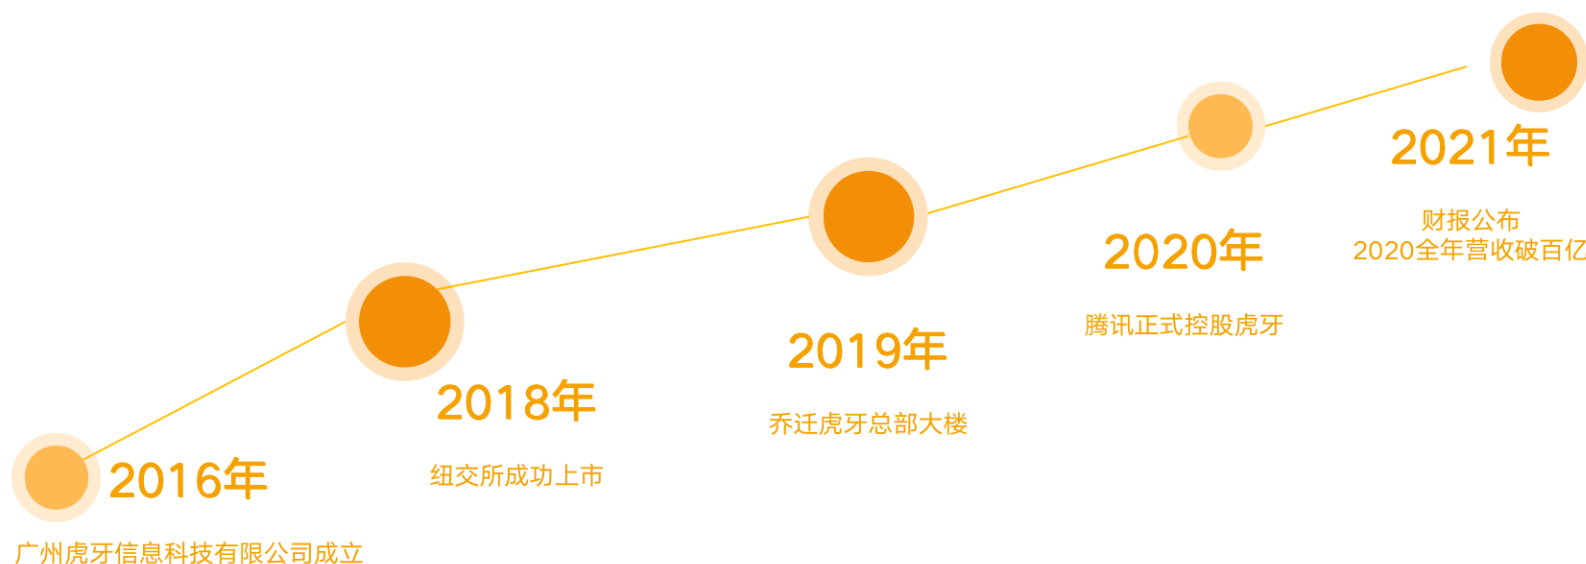 2016年
广州虎牙信息科技有限公司成立
2018年
纽交所成功上市
2019年
乔迁虎牙总部大楼
2020年
腾讯正式控股虎牙
2021年
财报公布
2020全年营收破百亿